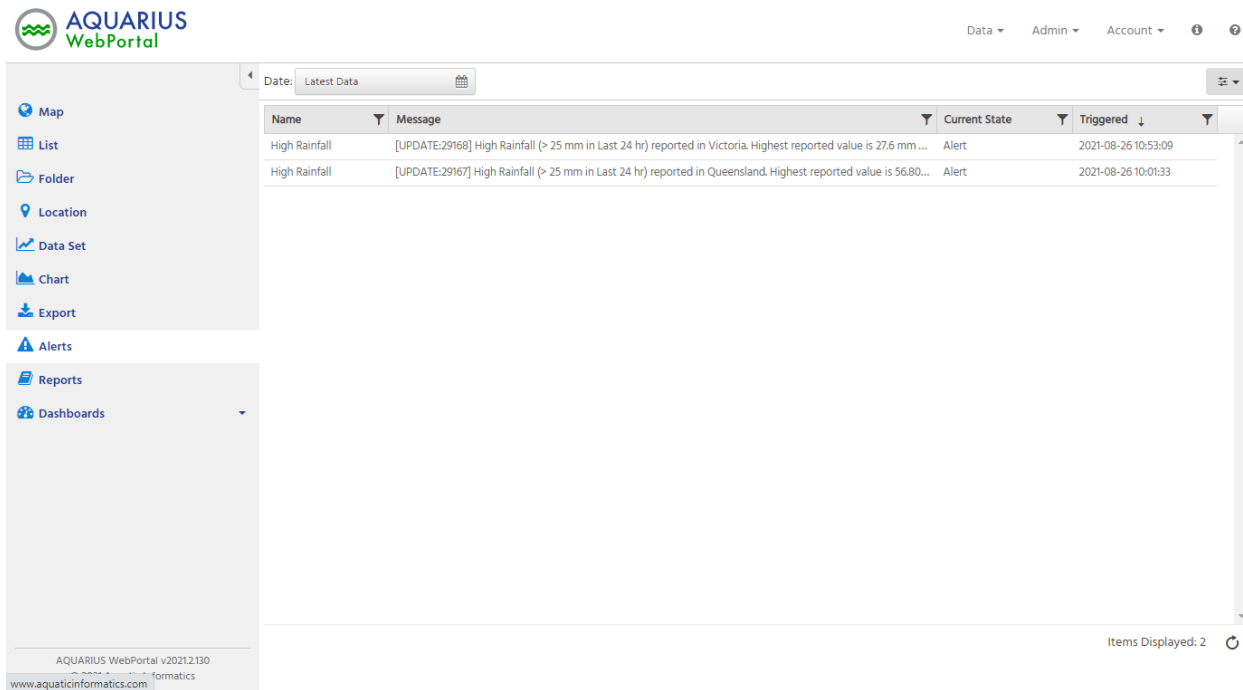 AQUARIUS
WebPortal
Data Admin Account
Date: Latest Data
Map
List
Folder
Location
Data Set
Chart
Export
Alerts
Reports
Dashboards
Name Message Current State Triggered ↓
High Rainfall [UPDATE:29168] High Rainfall (> 25 mm in Last 24 hr) reported in Victoria. Highest reported value is 27.6 mm ... Alert 2021-08-26 10:53:09
High Rainfall [UPDATE:29167] High Rainfall (> 25 mm in Last 24 hr) reported in Queensland. Highest reported value is 56.80... Alert 2021-08-26 10:01:33
Items Displayed: 2
AQUARIUS WebPortal v2021.2.130
formatics
www.aquaticinformatics.com